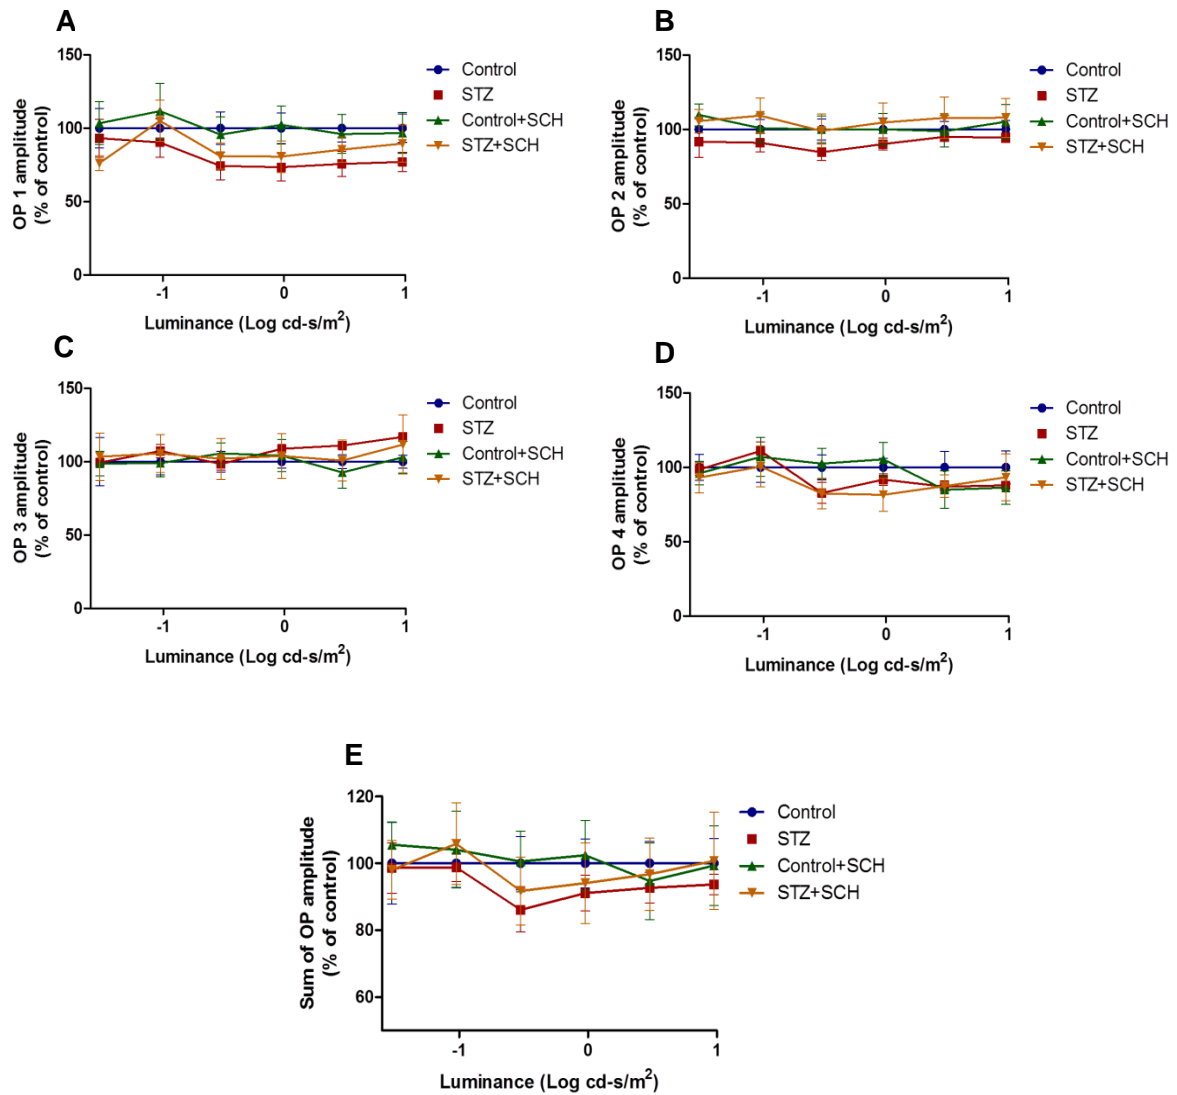 A
150
100
50
0
OP 1 amplitude
(% of control)
-1
0
1
Luminance (Log cd-s/m²)
Control
STZ
Control+SCH
STZ+SCH
B
150
100
50
0
OP 2 amplitude
(% of control)
-1
0
1
Luminance (Log cd-s/m²)
Control
STZ
Control+SCH
STZ+SCH
C
150
100
50
0
OP 3 amplitude
(% of control)
-1
0
1
Luminance (Log cd-s/m²)
Control
STZ
Control+SCH
STZ+SCH
D
150
100
50
0
OP 4 amplitude
(% of control)
-1
0
1
Luminance (Log cd-s/m²)
Control
STZ
Control+SCH
STZ+SCH
E
120
100
80
60
Sum of OP amplitude
(% of control)
-1
0
1
Luminance (Log cd-s/m²)
Control
STZ
Control+SCH
STZ+SCH